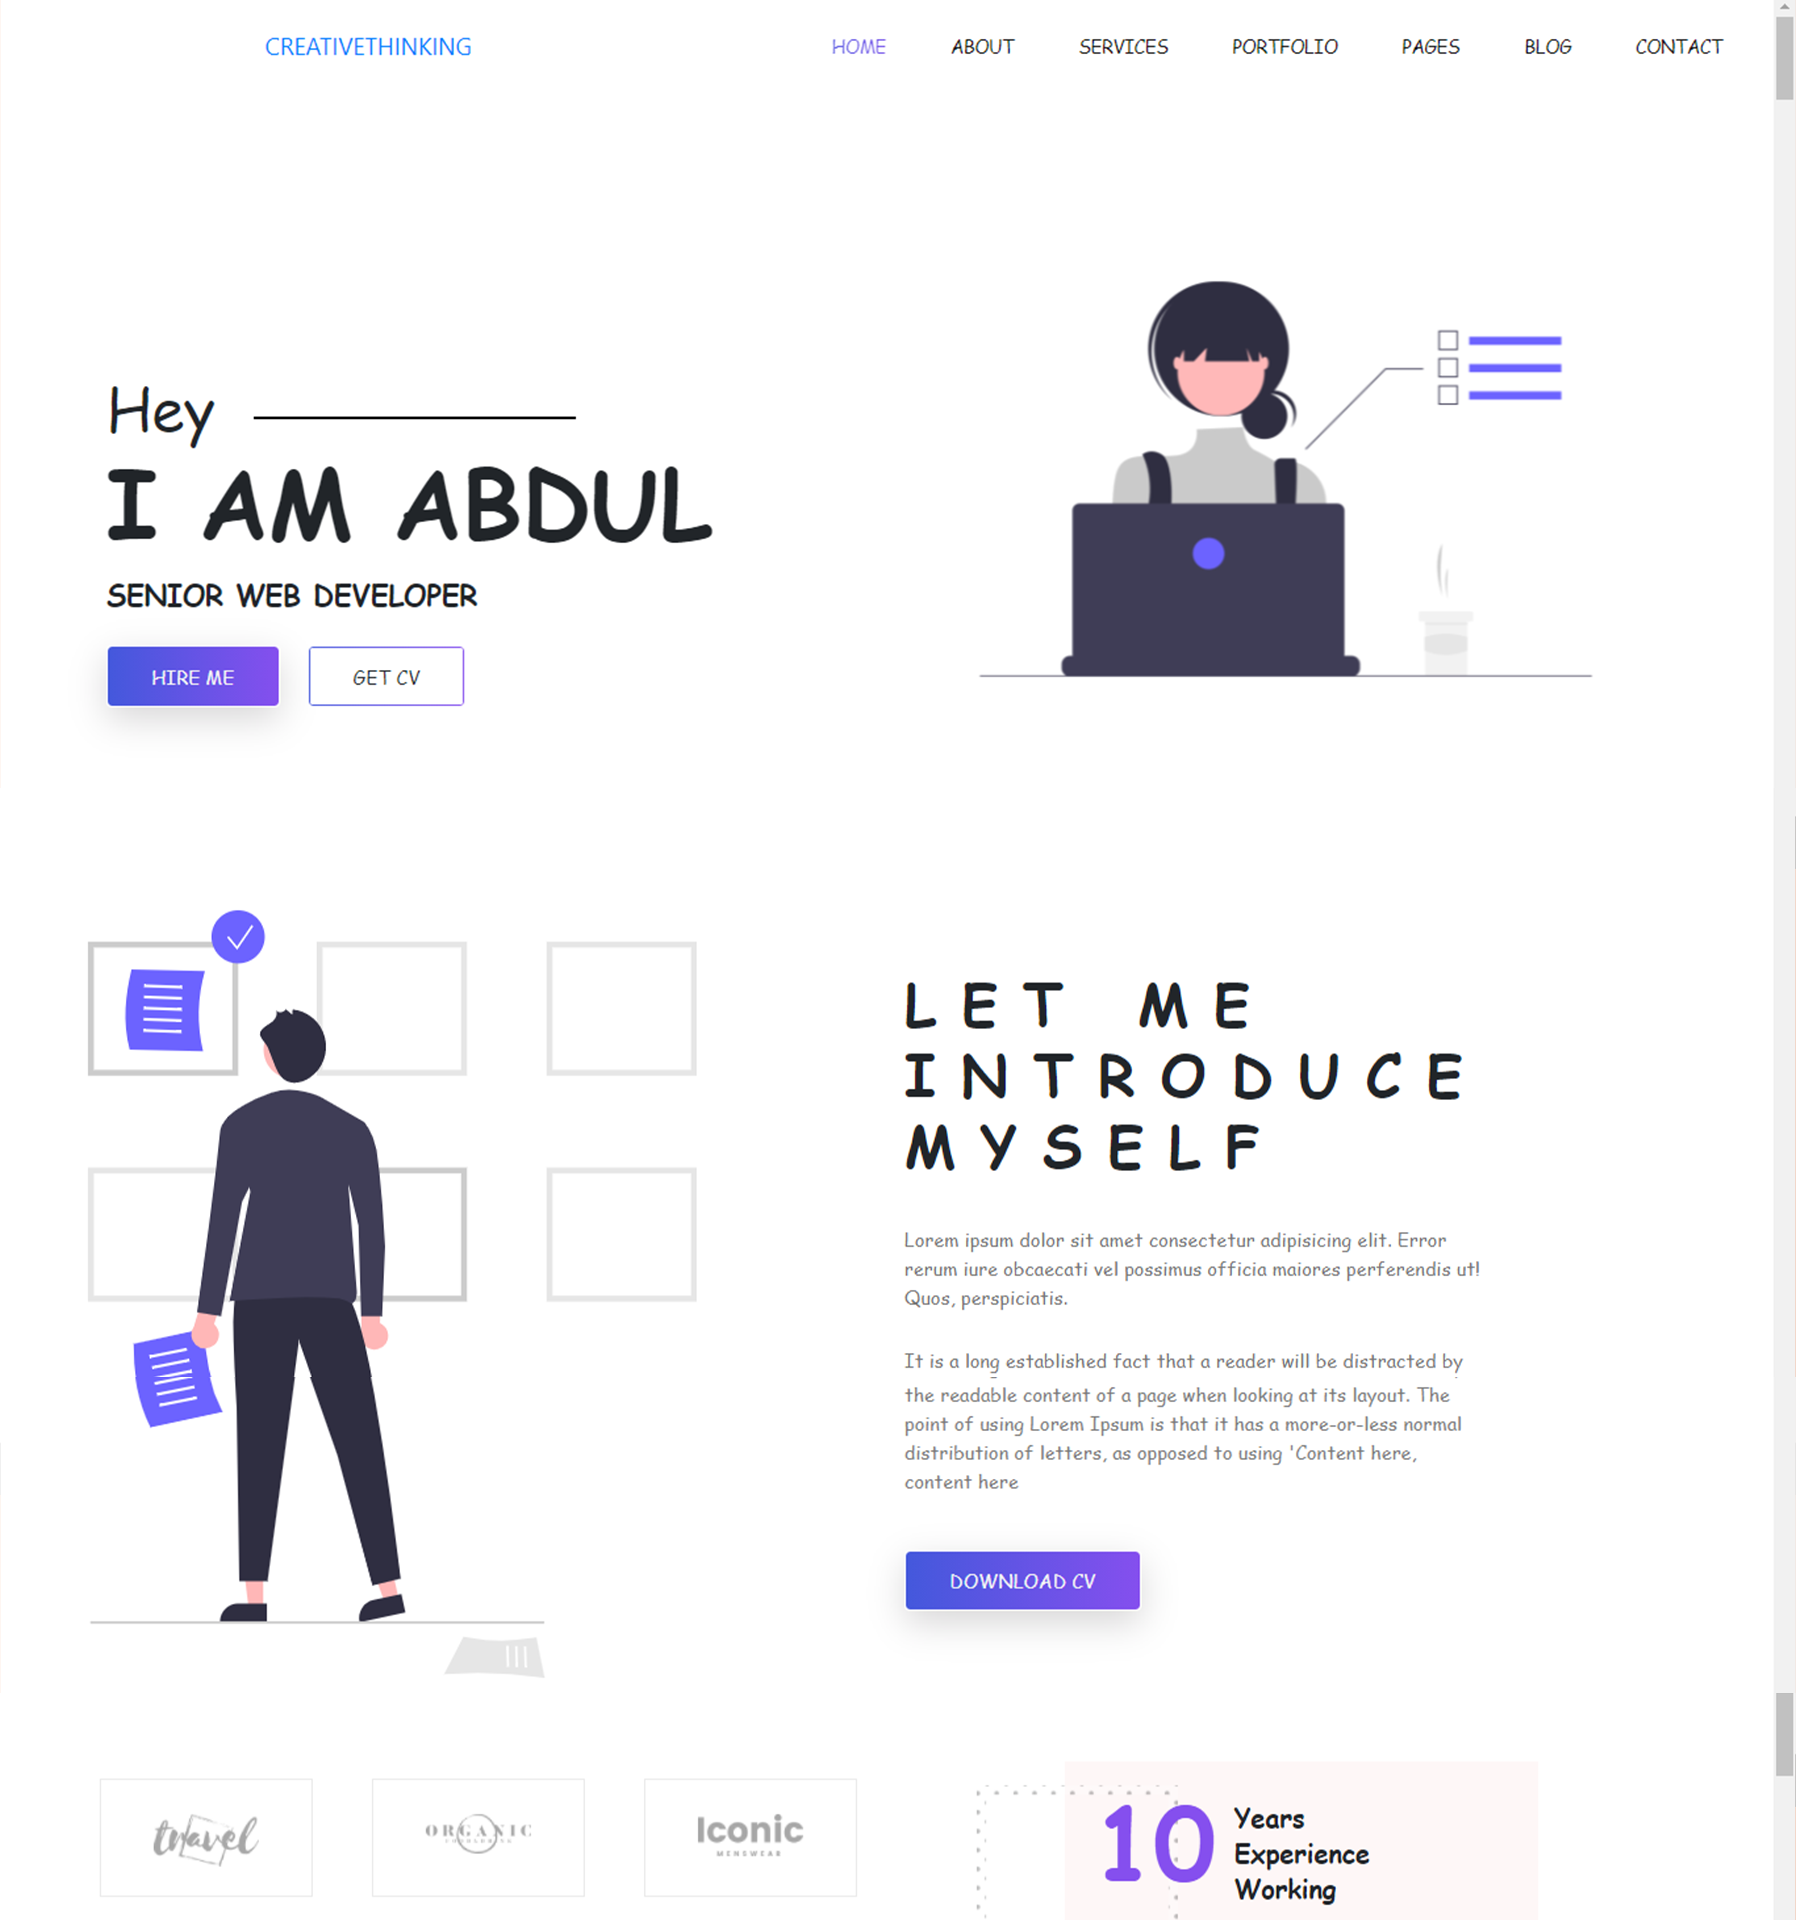 CREATIVETHINKING
HOME ABOUT SERVICES PORTFOLIO PAGES BLOG CONTACT
Hey
I AM ABDUL
SENIOR WEB DEVELOPER
HIRE ME GET CV
LET ME
INTRODUCE
MYSELF
Lorem ipsum dolor sit amet consectetur adipisicing elit. Error
rerum iure obcaecati vel possimus officia maiores perferendis ut!
Quos, perspiciatis.
It is a long established fact that a reader will be distracted by
the readable content of a page when looking at its layout. The
point of using Lorem Ipsum is that it has a more-or-less normal
distribution of letters, as opposed to using 'Content here,
content here
DOWNLOAD CV
travel
ORGANIC
Iconic
MENSWEAR
10
Years
Experience
Working